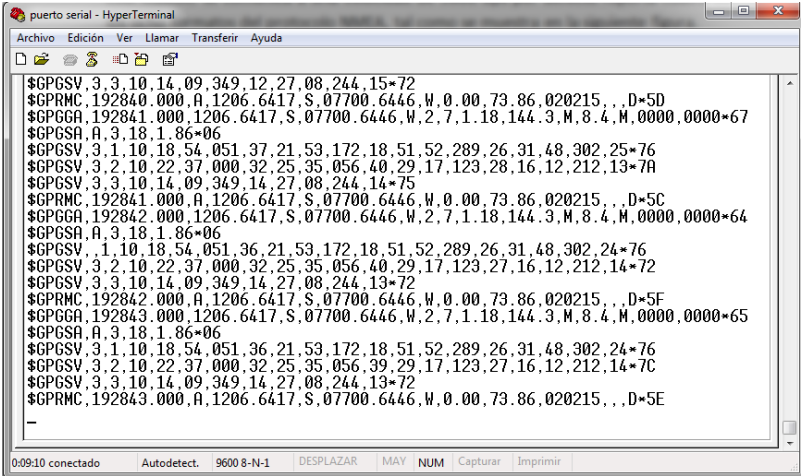 puerto serial - HyperTerminal
Archivo Edición Ver Llamar Transferir Ayuda
$GPGSV,3,3,10,14,09,349,12,27,08,244,15*72
$GPRMC,192840.000,A,1206.6417,S,07700.6446,W,0.00,73.86,020215,,,D*5D
$GPGGA,192841.000,1206.6417,S,07700.6446,W,2,7,1.18,144.3,M,8.4,M,0000,0000*67
$GPGSA,A,3,18,1.86*06
$GPGSV,3,1,10,18,54,051,37,21,53,172,18,51,52,289,26,31,48,302,25*76
$GPGSV,3,2,10,22,37,000,32,25,35,056,40,29,17,123,28,16,12,212,13*7A
$GPGSV,3,3,10,14,09,349,14,27,08,244,14*75
$GPRMC,192841.000,A,1206.6417,S,07700.6446,W,0.00,73.86,020215,,,D*5C
$GPGGA,192842.000,1206.6417,S,07700.6446,W,2,7,1.18,144.3,M,8.4,M,0000,0000*64
$GPGSA,A,3,18,1.86*06
$GPGSV,,1,10,18,54,051,36,21,53,172,18,51,52,289,26,31,48,302,24*76
$GPGSV,3,2,10,22,37,000,32,25,35,056,40,29,17,123,27,16,12,212,14*72
$GPGSV,3,3,10,14,09,349,14,27,08,244,13*72
$GPRMC,192842.000,A,1206.6417,S,07700.6446,W,0.00,73.86,020215,,,D*5F
$GPGGA,192843.000,1206.6417,S,07700.6446,W,2,7,1.18,144.3,M,8.4,M,0000,0000*65
$GPGSA,A,3,18,1.86*06
$GPGSV,3,1,10,18,54,051,36,21,53,172,18,51,52,289,26,31,48,302,24*76
$GPGSV,3,2,10,22,37,000,32,25,35,056,39,29,17,123,27,16,12,212,14*7C
$GPGSV,3,3,10,14,09,349,14,27,08,244,13*72
$GPRMC,192843.000,A,1206.6417,S,07700.6446,W,0.00,73.86,020215,,,D*5E
_
0:09:10 conectado Autodetect. 9600 8-N-1 DESPLAZAR MAY NUM Capturar Imprimir